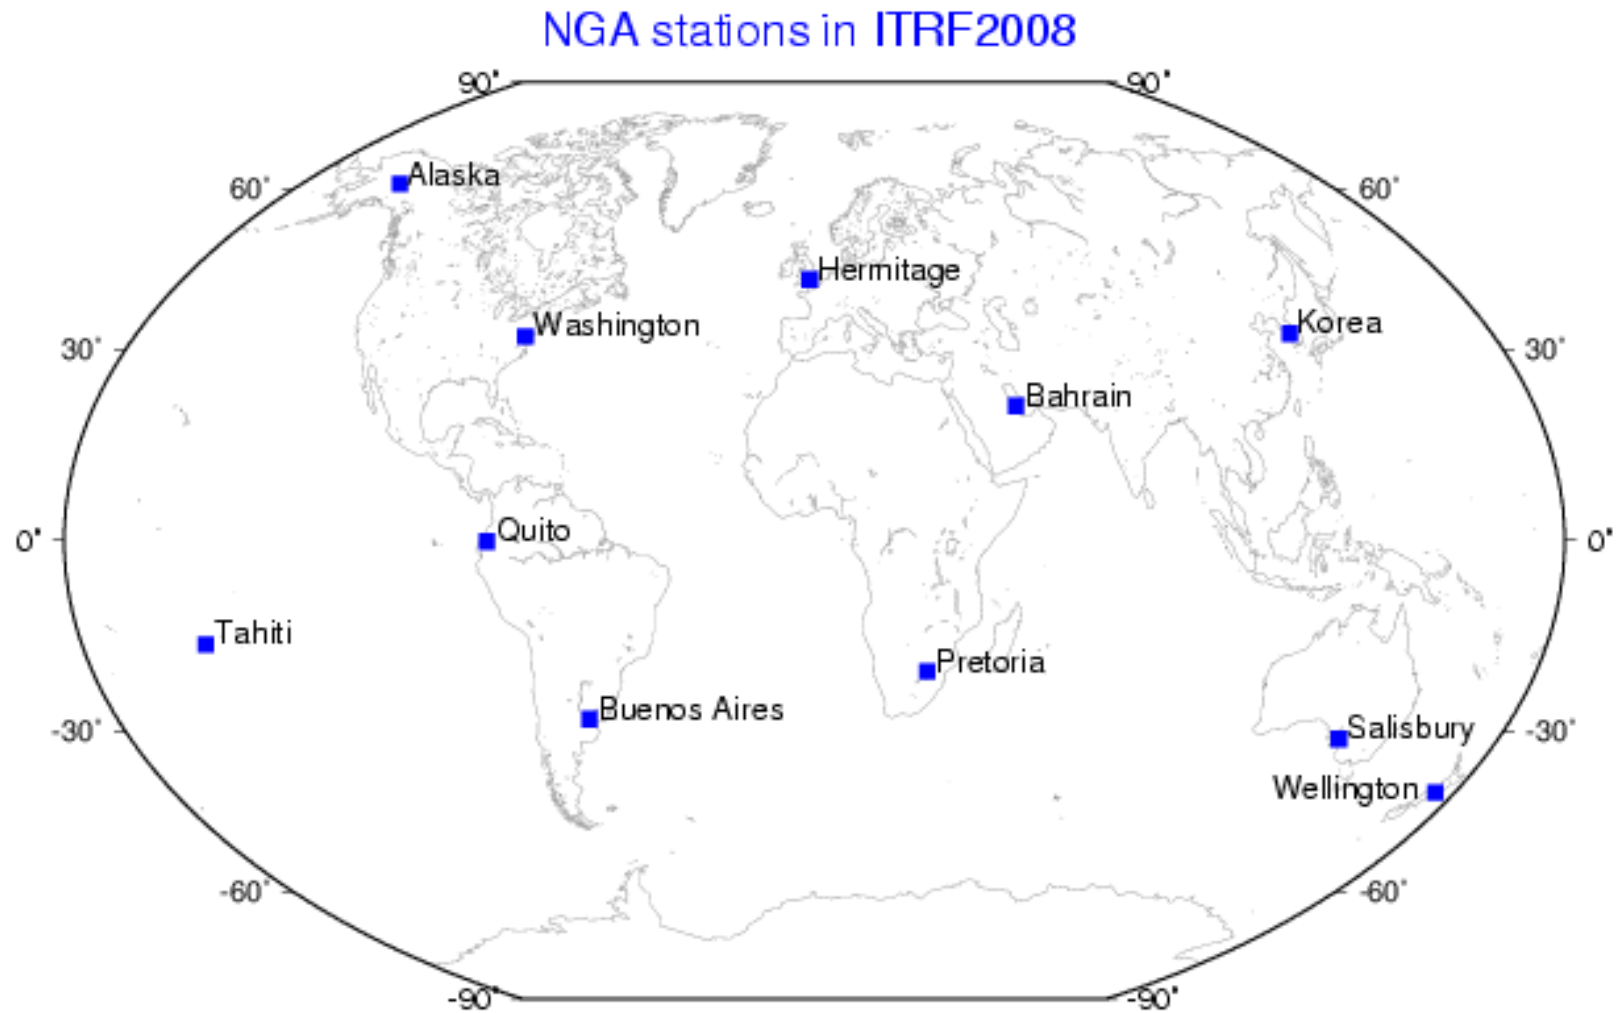 NGA stations in ITRF2008
90° 90°
Alaska
60° 60°
Hermitage
Washington
Korea
30° 30°
Bahrain
Quito
0° 0°
Tahiti
Pretoria
Buenos Aires
Salisbury
-30° -30°
Wellington
-60° -60°
-90° -90°